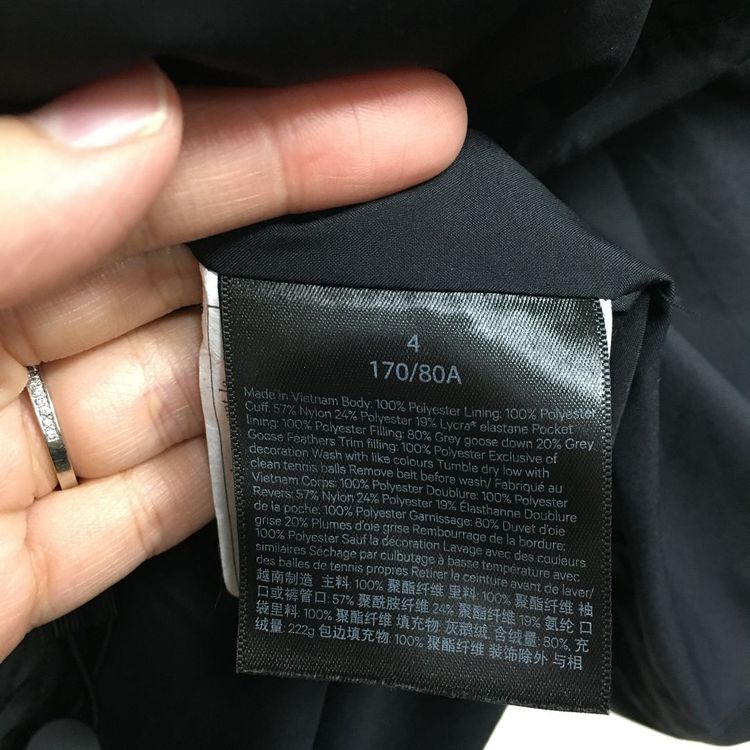 4
170/80A
Made in Vietnam Body: 100% Polyester Lining: 100% Polyester
Cuff: 57% Nylon 24% Polyester 19% Lycra® elastane Pocket
lining: 100% Polyester Filling: 80% Grey goose down 20% Grey
Goose Feathers Trim filling: 100% Polyester Exclusive of
decoration Wash with like colours Tumble dry low with
clean tennis balls Remove belt before wash/ Fabriqué au
Vietnam Corps: 100% Polyester Doublure: 100% Polyester
Revers: 57% Nylon 24% Polyester 19% Élasthanne Doublure
de la poche: 100% Polyester Garnissage: 80% Duvet d'oie
grise 20% Plumes d'oie grise Rembourrage de la bordure:
100% Polyester Sauf la décoration Lavage avec des couleurs
similaires Séchage par culbutage à basse température avec
des balles de tennis propres Retirer la ceinture avant de laver/
越南制造 主料: 100% 聚酯纤维 里料: 100% 聚酯纤维 袖
口或裤管口: 57% 聚酰胺纤维 24% 聚酯纤维 19% 氨纶 口
袋里料: 100% 聚酯纤维 填充物: 灰鹅绒, 含绒量: 80%, 充
绒量: 222g 包边填充物: 100% 聚酯纤维 装饰除外 与相